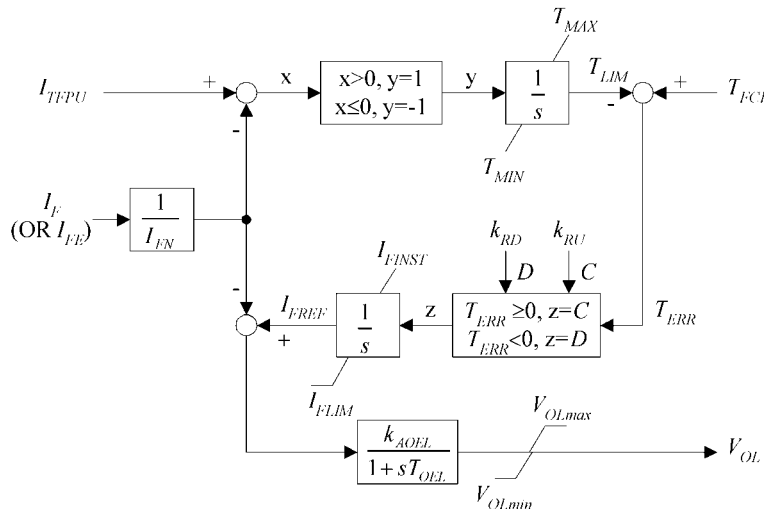 T_MAX
I_TFPU
+
x
x>0, y=1
x≤0, y=-1
y
1
s
T_LIM
-
+
T_FCL
T_MIN
-
I_F
(OR I_FE)
1
I_FN
k_RD
k_RU
D
C
I_FINST
-
I_FREF
+
1
s
z
T_ERR ≥0, z=C
T_ERR<0, z=D
T_ERR
I_FLIM
k_AOEL
1+sT_OEL
V_OLmax
V_OL
V_OLmin